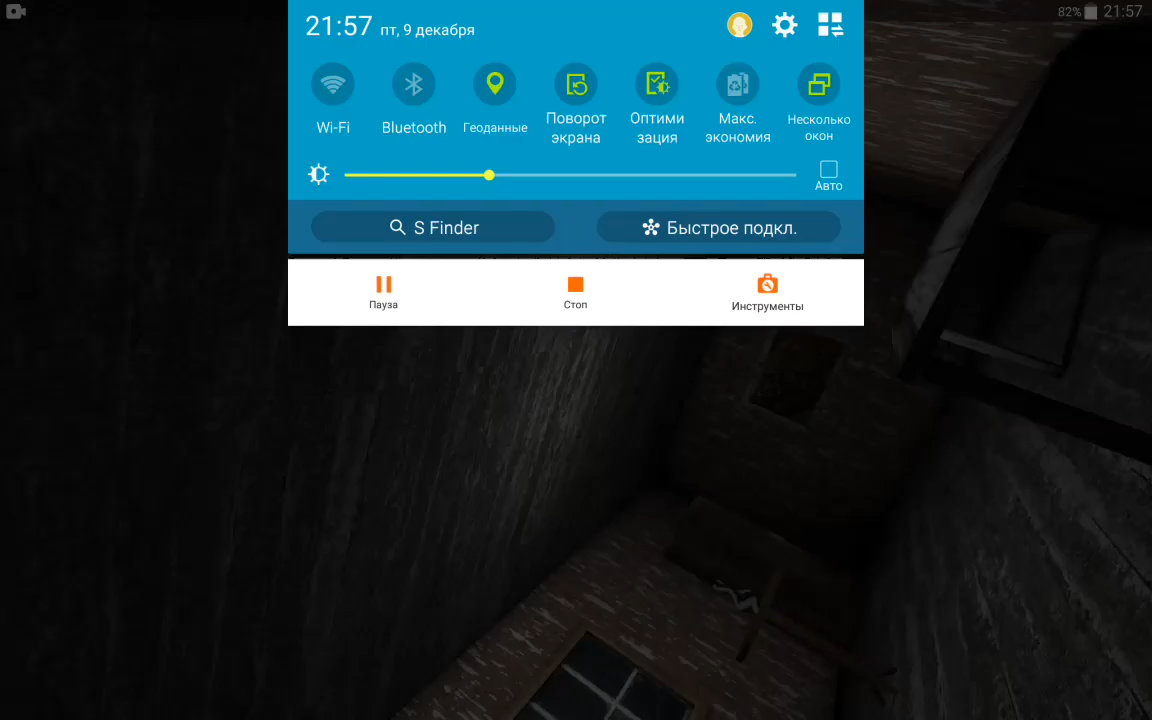 21:57 пт, 9 декабря
82% 21:57
Wi-Fi
Bluetooth
Геоданные
Поворот
экрана
Оптими
зация
Макс.
экономия
Несколько
окон
Авто
S Finder
Быстрое подкл.
Пауза
Стоп
Инструменты